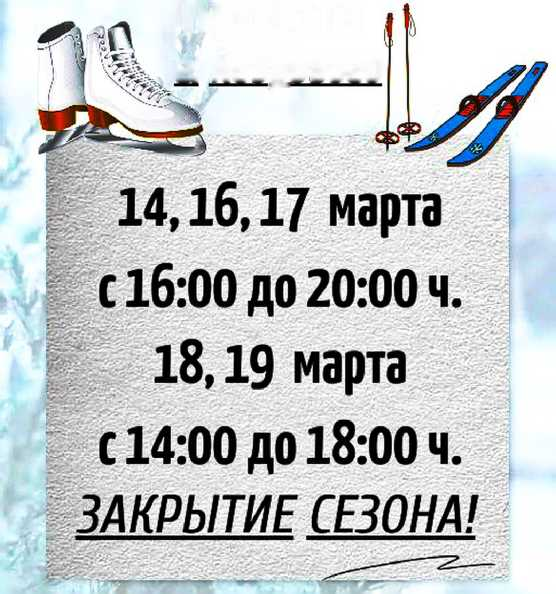 14, 16, 17 марта
с 16:00 до 20:00 ч.
18, 19 марта
с 14:00 до 18:00 ч.
ЗАКРЫТИЕ СЕЗОНА!